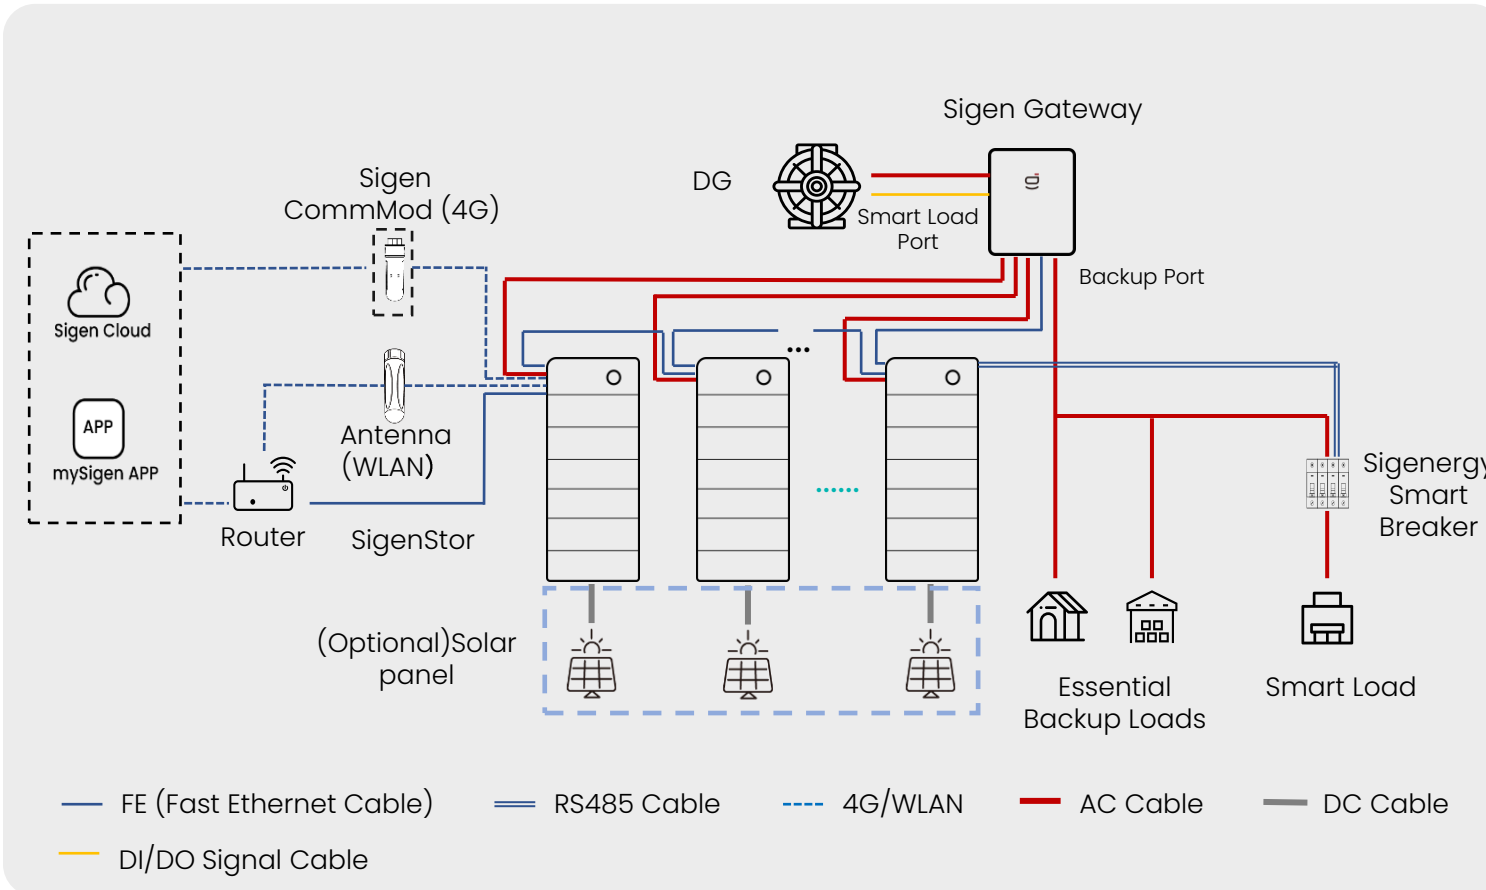 Sigen Gateway
DG
Smart Load
Port
Backup Port
Sigen
CommMod (4G)
Sigen Cloud
APP
mySigen APP
Antenna
(WLAN)
Router
SigenStor
...
......
Sigenergy
Smart
Breaker
(Optional)Solar
panel
Essential
Backup Loads
Smart Load
FE (Fast Ethernet Cable)
RS485 Cable
4G/WLAN
AC Cable
DC Cable
DI/DO Signal Cable